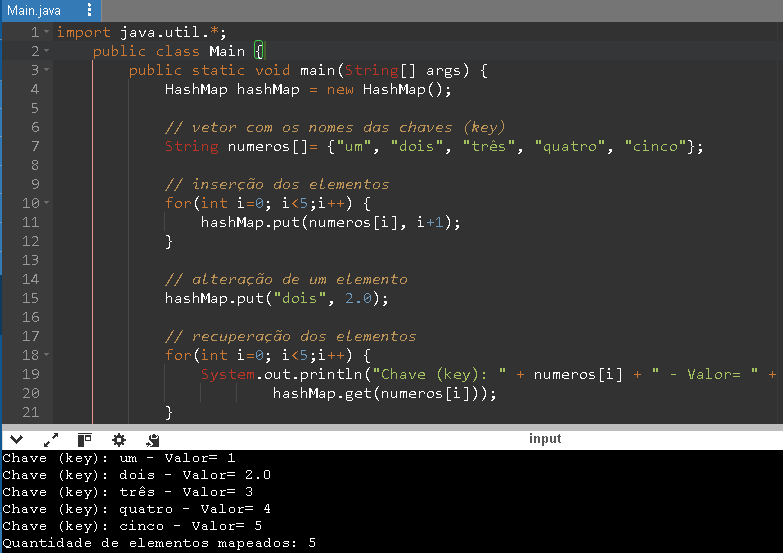 Main.java
1 import java.util.*;
2 public class Main {
3 public static void main(String[] args) {
4 HashMap hashMap = new HashMap();
5
6 // vetor com os nomes das chaves (key)
7 String numeros[]= {"um", "dois", "três", "quatro", "cinco"};
8
9 // inserção dos elementos
10 for(int i=0; i<5;i++) {
11 hashMap.put(numeros[i], i+1);
12 }
13
14 // alteração de um elemento
15 hashMap.put("dois", 2.0);
16
17 // recuperação dos elementos
18 for(int i=0; i<5;i++) {
19 System.out.println("Chave (key): " + numeros[i] + " - Valor= " +
20 hashMap.get(numeros[i]));
21 }
input
Chave (key): um - Valor= 1
Chave (key): dois - Valor= 2.0
Chave (key): três - Valor= 3
Chave (key): quatro - Valor= 4
Chave (key): cinco - Valor= 5
Quantidade de elementos mapeados: 5